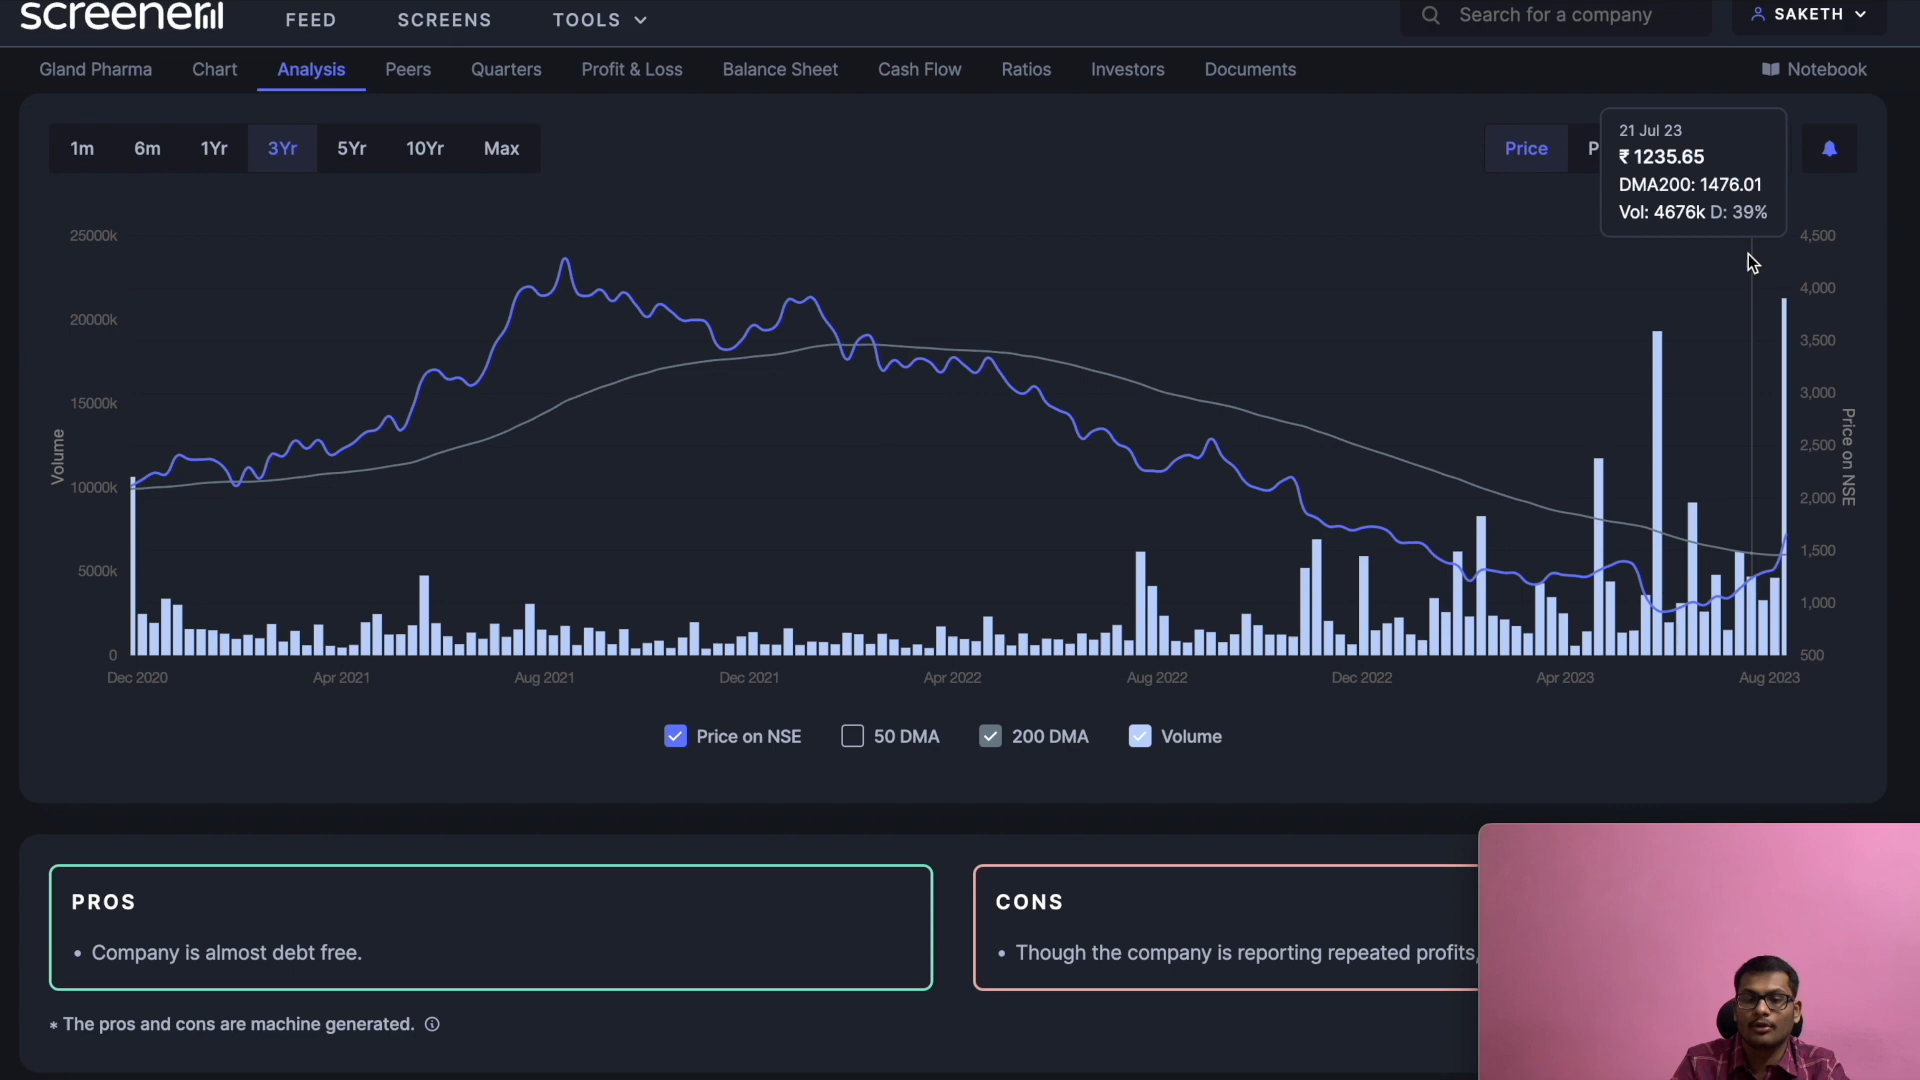 screener
FEED
SCREENS
TOOLS
Search for a company
SAKETH
Gland Pharma
Chart
Analysis
Peers
Quarters
Profit & Loss
Balance Sheet
Cash Flow
Ratios
Investors
Documents
Notebook
1m
6m
1Yr
3Yr
5Yr
10Yr
Max
Price
P
21 Jul 23
₹ 1235.65
DMA200: 1476.01
Vol: 4676k D: 39%
25000k
20000k
15000k
10000k
5000k
0
Volume
4,500
4,000
3,500
3,000
2,500
2,000
1,500
1,000
500
Price on NSE
Dec 2020
Apr 2021
Aug 2021
Dec 2021
Apr 2022
Aug 2022
Dec 2022
Apr 2023
Aug 2023
Price on NSE
50 DMA
200 DMA
Volume
PROS
• Company is almost debt free.
CONS
• Though the company is reporting repeated profits,
* The pros and cons are machine generated.